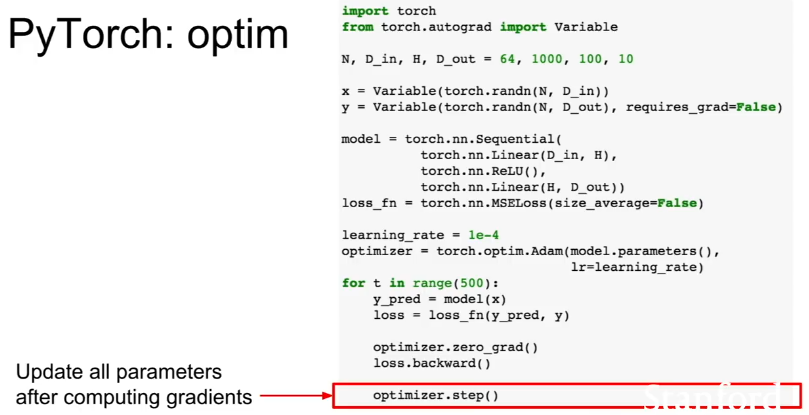 PyTorch: optim
import torch
from torch.autograd import Variable
N, D_in, H, D_out = 64, 1000, 100, 10
x = Variable(torch.randn(N, D_in))
y = Variable(torch.randn(N, D_out), requires_grad=False)
model = torch.nn.Sequential(
torch.nn.Linear(D_in, H),
torch.nn.ReLU(),
torch.nn.Linear(H, D_out))
loss_fn = torch.nn.MSELoss(size_average=False)
learning_rate = 1e-4
optimizer = torch.optim.Adam(model.parameters(),
lr=learning_rate)
for t in range(500):
y_pred = model(x)
loss = loss_fn(y_pred, y)
optimizer.zero_grad()
loss.backward()
optimizer.step()
Update all parameters
after computing gradients
Stanford